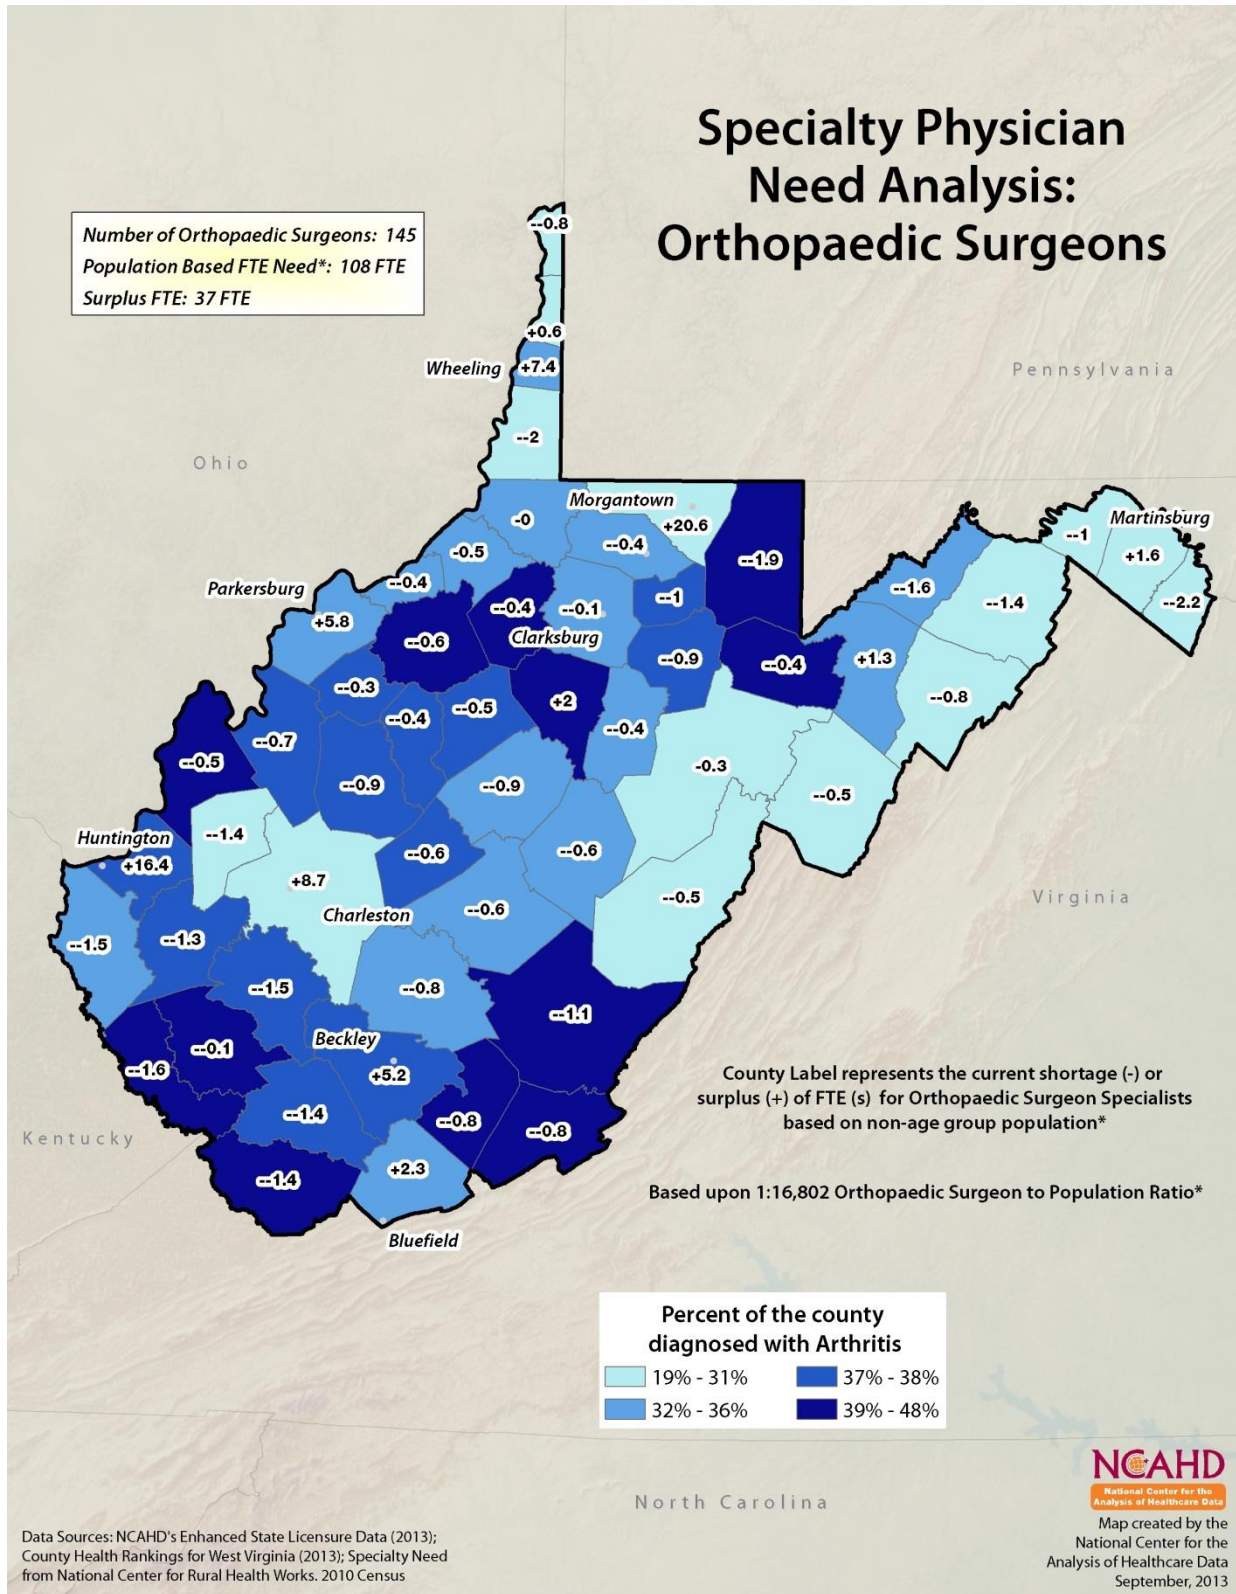 Specialty Physician
Need Analysis:
Orthopaedic Surgeons
Number of Orthopaedic Surgeons: 145
Population Based FTE Need*: 108 FTE
Surplus FTE: 37 FTE
--0.8
+0.6
Wheeling
+7.4
Pennsylvania
--2
Ohio
Morgantown
-0
+20.6
Martinsburg
--1
--0.4
-0.5
+1.6
--1.9
--0.4
Parkersburg
--1.6
--1
--1.4
--2.2
--0.4
--0.1
+5.8
Clarksburg
--0.6
--0.9
--0.4
+1.3
--0.3
--0.8
+2
--0.5
--0.4
--0.4
--0.7
-0.3
--0.5
--0.9
--0.9
--0.5
Huntington
--1.4
--0.6
--0.6
+16.4
+8.7
--0.5
Virginia
Charleston
--0.6
--1.3
--1.5
--1.5
--0.8
--1.1
Beckley
--0.1
--1.6
+5.2
County Label represents the current shortage (-) or
surplus (+) of FTE (s) for Orthopaedic Surgeon Specialists
based on non-age group population*
--1.4
--0.8
--0.8
Kentucky
+2.3
--1.4
Based upon 1:16,802 Orthopaedic Surgeon to Population Ratio*
Bluefield
Percent of the county
diagnosed with Arthritis
19% - 31%
37% - 38%
32% - 36%
39% - 48%
North Carolina
NCAHD
National Center for the
Analysis of Healthcare Data
Map created by the
National Center for the
Analysis of Healthcare Data
September, 2013
Data Sources: NCAHD's Enhanced State Licensure Data (2013);
County Health Rankings for West Virginia (2013); Specialty Need
from National Center for Rural Health Works. 2010 Census